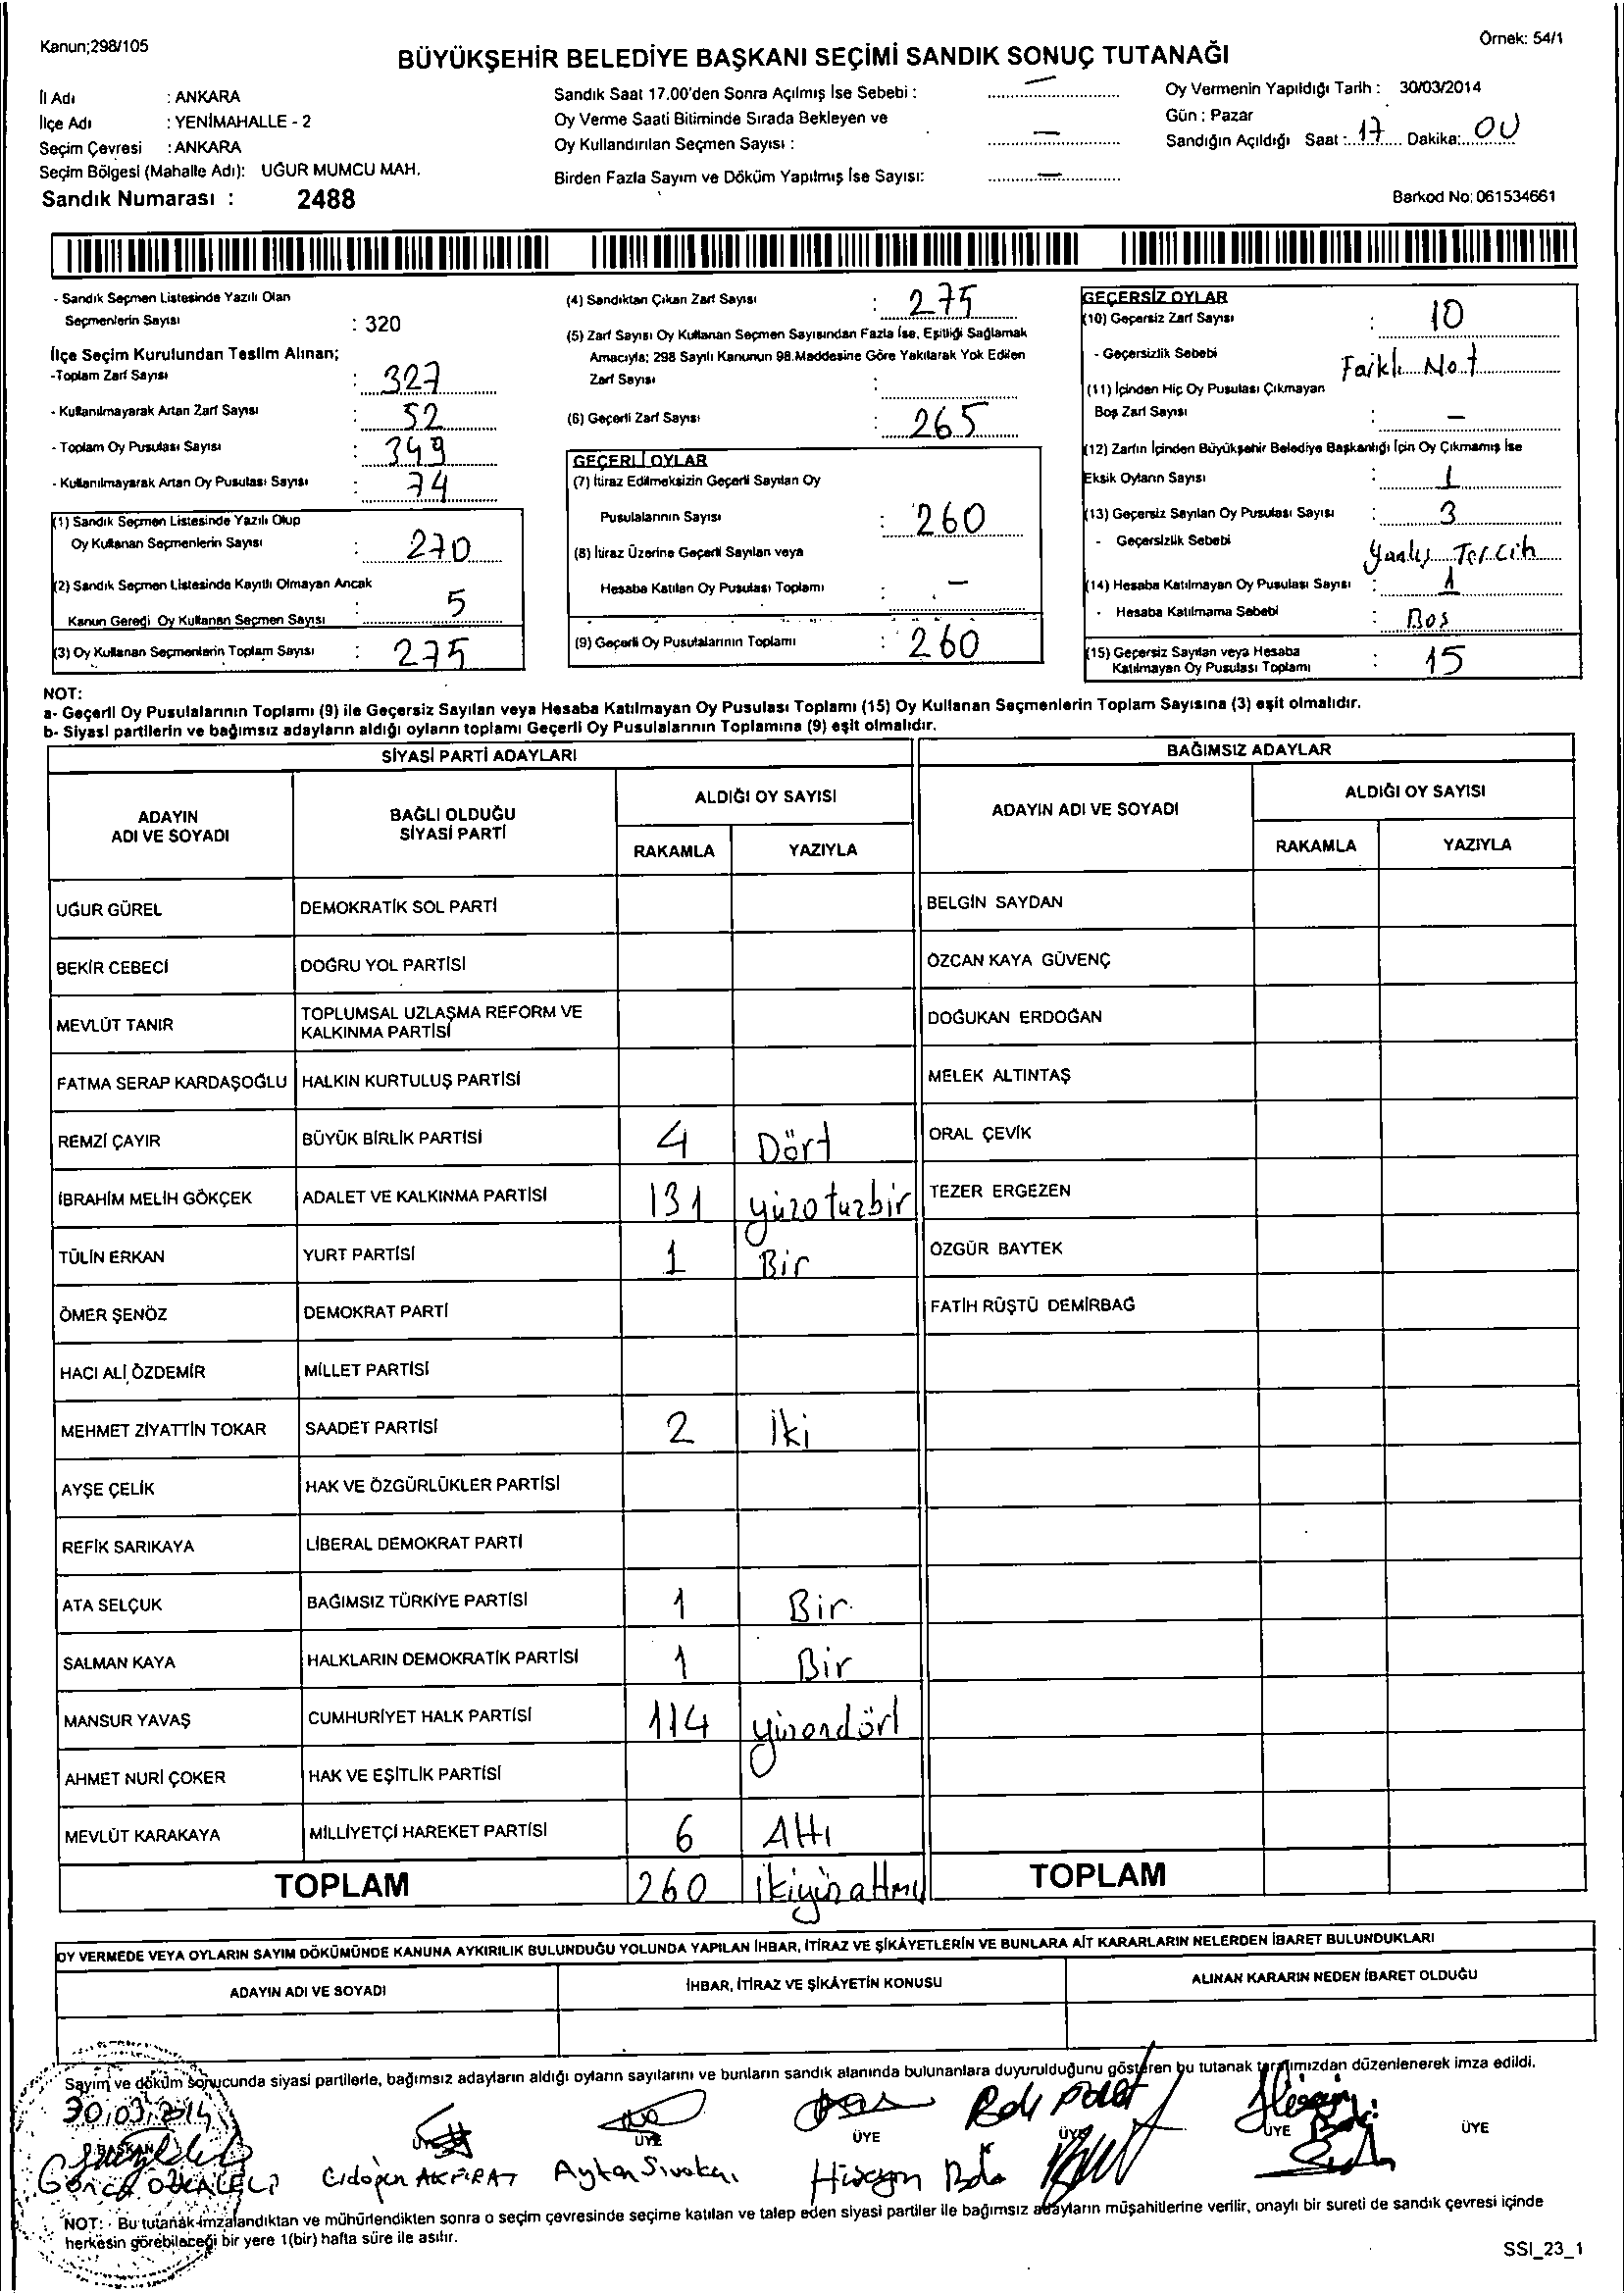 Kanun;298/105
Örnek: 54/1
BÜYÜKŞEHİR BELEDİYE BAŞKANI SEÇİMİ SANDIK SONUÇ TUTANAĞI
İl Adı : ANKARA
İlçe Adı : YENİMAHALLE - 2
Seçim Çevresi : ANKARA
Seçim Bölgesi (Mahalle Adı): UĞUR MUMCU MAH.
Sandık Numarası : 2488
Sandık Saat 17.00'den Sonra Açılmış İse Sebebi : —
Oy Verme Saati Bitiminde Sırada Bekleyen ve
Oy Kullandırılan Seçmen Sayısı : —
Birden Fazla Sayım ve Döküm Yapılmış İse Sayısı: —
Oy Vermenin Yapıldığı Tarih : 30/03/2014
Gün : Pazar
Sandığın Açıldığı Saat : 17 Dakika: 00
Barkod No: 061534661
- Sandık Seçmen Listesinde Yazılı Olan
Seçmenlerin Sayısı : 320
İlçe Seçim Kurulundan Teslim Alınan;
-Toplam Zarf Sayısı : 327
- Kullanılmayarak Artan Zarf Sayısı : 52
- Toplam Oy Pusulası Sayısı : 349
- Kullanılmayarak Artan Oy Pusulası Sayısı : 74
(1) Sandık Seçmen Listesinde Yazılı Olup
Oy Kullanan Seçmenlerin Sayısı : 270
(2) Sandık Seçmen Listesinde Kayıtlı Olmayan Ancak
Kanun Gereği Oy Kullanan Seçmen Sayısı : 5
(3) Oy Kullanan Seçmenlerin Toplam Sayısı : 275
(4) Sandıktan Çıkan Zarf Sayısı : 275
(5) Zarf Sayısı Oy Kullanan Seçmen Sayısından Fazla İse, Eşitliği Sağlamak
Amacıyla; 298 Sayılı Kanunun 98.Maddesine Göre Yakılarak Yok Edilen
Zarf Sayısı :
(6) Geçerli Zarf Sayısı : 265
GEÇERLİ OYLAR
(7) İtiraz Edilmeksizin Geçerli Sayılan Oy
Pusulalarının Sayısı : 260
(8) İtiraz Üzerine Geçerli Sayılan veya
Hesaba Katılan Oy Pusulası Toplamı : —
(9) Geçerli Oy Pusulalarının Toplamı : 260
GEÇERSİZ OYLAR
(10) Geçersiz Zarf Sayısı : 10
- Geçersizlik Sebebi Farklı Not
(11) İçinden Hiç Oy Pusulası Çıkmayan
Boş Zarf Sayısı : —
(12) Zarfın İçinden Büyükşehir Belediye Başkanlığı İçin Oy Çıkmamış İse
Eksik Oyların Sayısı : 1
(13) Geçersiz Sayılan Oy Pusulası Sayısı : 3
- Geçersizlik Sebebi Yanlış Tercih
(14) Hesaba Katılmayan Oy Pusulası Sayısı : 1
- Hesaba Katılmama Sebebi : Boş
(15) Geçersiz Sayılan veya Hesaba
Katılmayan Oy Pusulası Toplamı : 15
NOT:
a- Geçerli Oy Pusulalarının Toplamı (9) ile Geçersiz Sayılan veya Hesaba Katılmayan Oy Pusulası Toplamı (15) Oy Kullanan Seçmenlerin Toplam Sayısına (3) eşit olmalıdır.
b- Siyasi partilerin ve bağımsız adayların aldığı oyların toplamı Geçerli Oy Pusulalarının Toplamına (9) eşit olmalıdır.
SİYASİ PARTİ ADAYLARI
BAĞIMSIZ ADAYLAR
ADAYIN
ADI VE SOYADI
BAĞLI OLDUĞU
SİYASİ PARTİ
ALDIĞI OY SAYISI
RAKAMLA YAZIYLA
ADAYIN ADI VE SOYADI
ALDIĞI OY SAYISI
RAKAMLA YAZIYLA
UĞUR GÜREL DEMOKRATİK SOL PARTİ BELGİN SAYDAN
BEKİR CEBECİ DOĞRU YOL PARTİSİ ÖZCAN KAYA GÜVENÇ
MEVLÜT TANIR TOPLUMSAL UZLAŞMA REFORM VE
KALKINMA PARTİSİ DOĞUKAN ERDOĞAN
FATMA SERAP KARDAŞOĞLU HALKIN KURTULUŞ PARTİSİ MELEK ALTINTAŞ
REMZİ ÇAYIR BÜYÜK BİRLİK PARTİSİ 4 Dört ORAL ÇEVİK
İBRAHİM MELİH GÖKÇEK ADALET VE KALKINMA PARTİSİ 131 yüzotuzbir TEZER ERGEZEN
TÜLİN ERKAN YURT PARTİSİ 1 Bir ÖZGÜR BAYTEK
ÖMER ŞENÖZ DEMOKRAT PARTİ FATİH RÜŞTÜ DEMİRBAĞ
HACI ALİ ÖZDEMİR MİLLET PARTİSİ
MEHMET ZİYATTİN TOKAR SAADET PARTİSİ 2 İki
AYŞE ÇELİK HAK VE ÖZGÜRLÜKLER PARTİSİ
REFİK SARIKAYA LİBERAL DEMOKRAT PARTİ
ATA SELÇUK BAĞIMSIZ TÜRKİYE PARTİSİ 1 Bir
SALMAN KAYA HALKLARIN DEMOKRATİK PARTİSİ 1 Bir
MANSUR YAVAŞ CUMHURİYET HALK PARTİSİ 114 yüzondört
AHMET NURİ ÇOKER HAK VE EŞİTLİK PARTİSİ
MEVLÜT KARAKAYA MİLLİYETÇİ HAREKET PARTİSİ 6 Altı
TOPLAM 260 ikiyüzaltmış TOPLAM
OY VERMEDE VEYA OYLARIN SAYIM DÖKÜMÜNDE KANUNA AYKIRILIK BULUNDUĞU YOLUNDA YAPILAN İHBAR, İTİRAZ VE ŞİKÂYETLERİN VE BUNLARA AİT KARARLARIN NELERDEN İBARET BULUNDUKLARI
ADAYIN ADI VE SOYADI İHBAR, İTİRAZ VE ŞİKÂYETİN KONUSU ALINAN KARARIN NEDEN İBARET OLDUĞU
Sayım ve döküm sonucunda siyasi partilerle, bağımsız adayların aldığı oyların sayılarını ve bunların sandık alanında bulunanlara duyurulduğunu gösteren bu tutanak tarafımızdan düzenlenerek imza edildi.
30.03.2014
BAŞKAN ÜYE ÜYE ÜYE ÜYE ÜYE ÜYE
AKFIRAT Hüseyin
NOT: Bu tutanak imzalandıktan ve mühürlendikten sonra o seçim çevresinde seçime katılan ve talep eden siyasi partiler ile bağımsız adayların müşahitlerine verilir, onaylı bir sureti de sandık çevresi içinde
herkesin görebileceği bir yere 1(bir) hafta süre ile asılır.
SSI_23_1